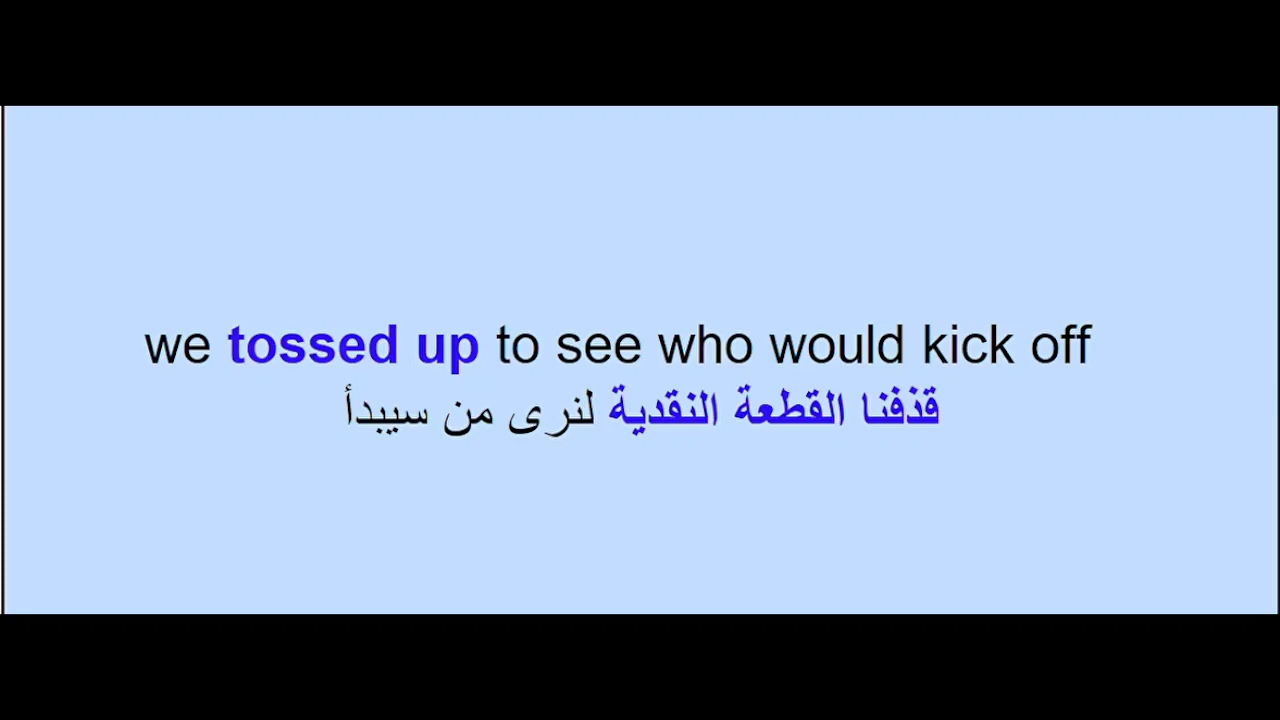 we tossed up to see who would kick off
قذفنا القطعة النقدية لنرى من سيبدأ